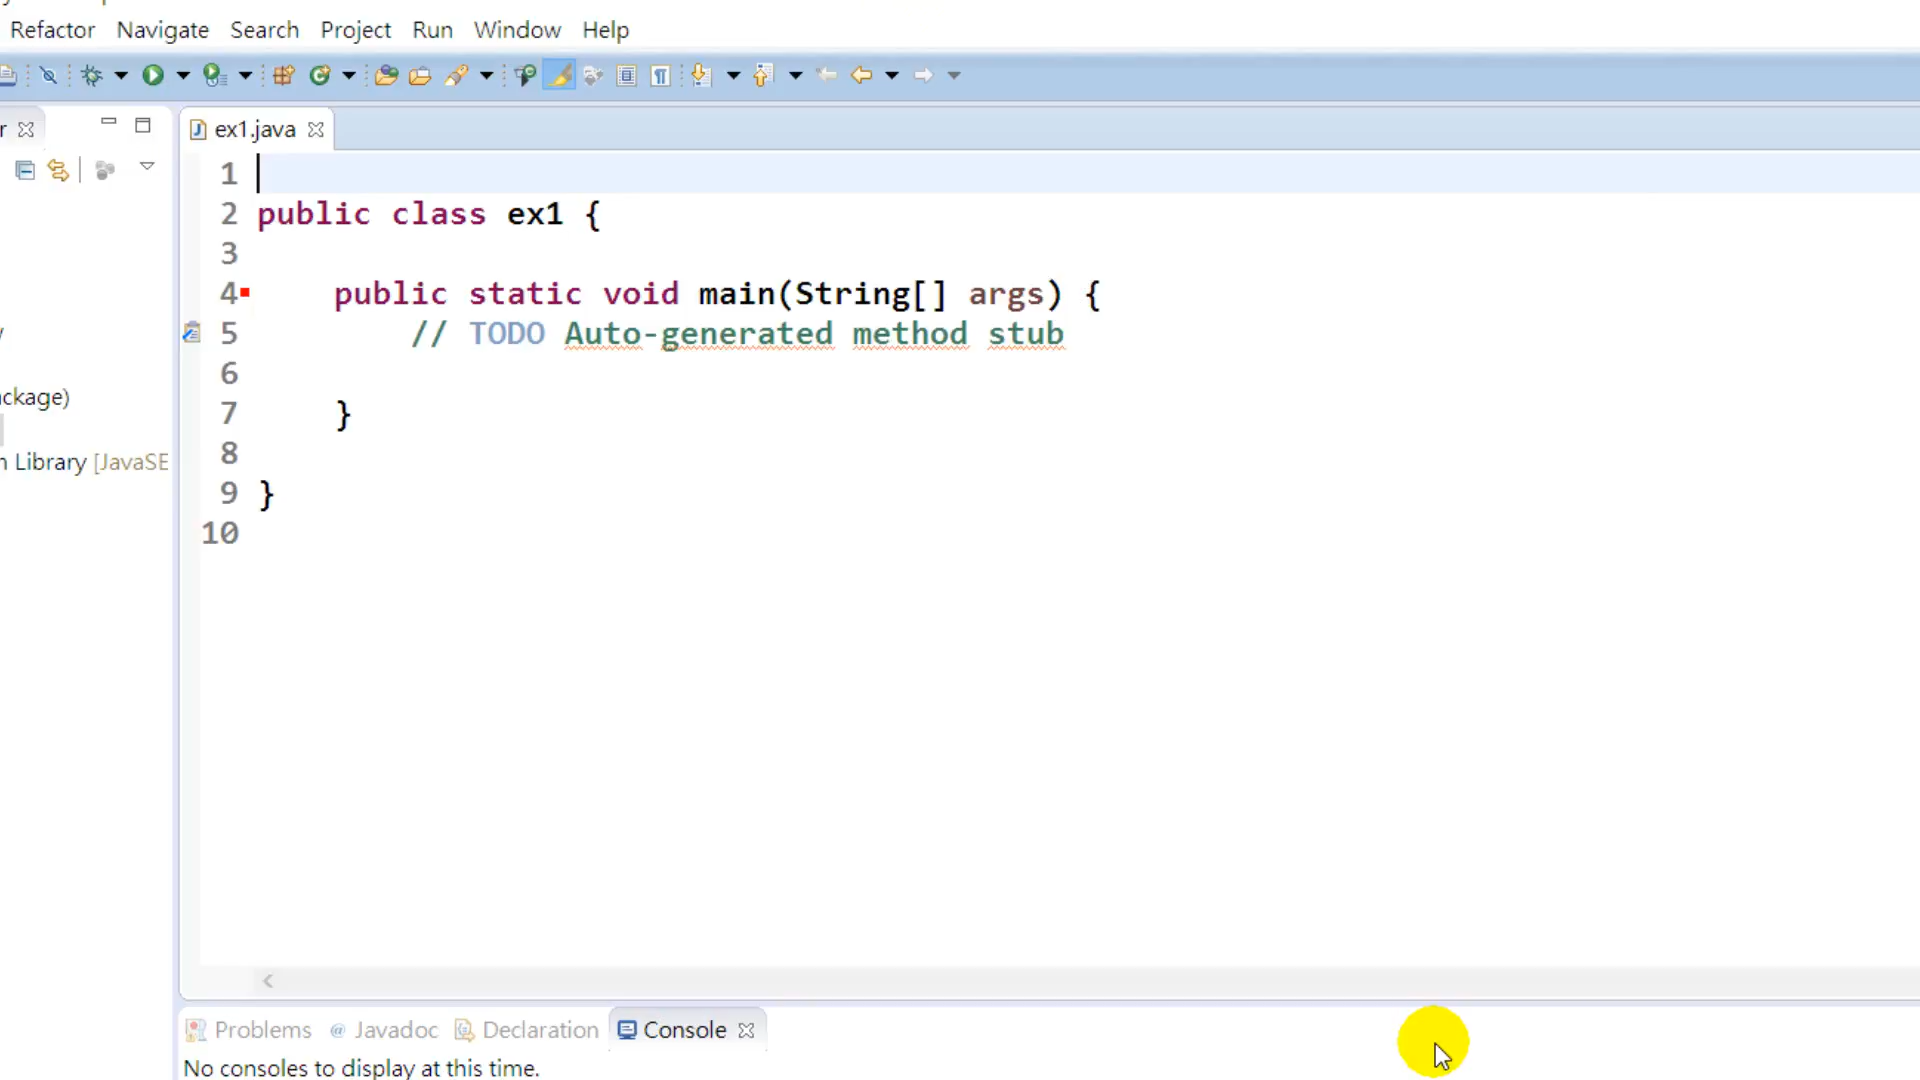 Refactor Navigate Search Project Run Window Help
ex1.java
1
2 public class ex1 {
3
4 public static void main(String[] args) {
5 // TODO Auto-generated method stub
6
7 }
8
9 }
10
ackage)
Library [JavaSE
Problems @ Javadoc Declaration Console
No consoles to display at this time.